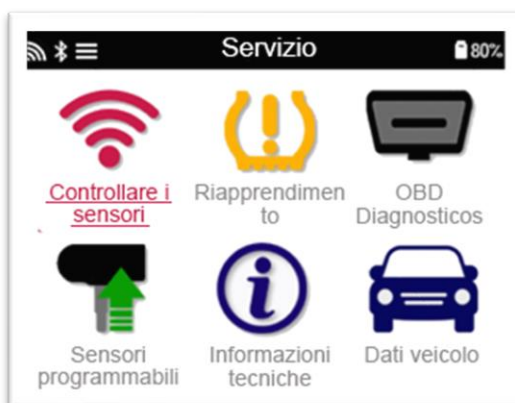 Servizio
80%
Controllare i
sensori
Riapprendimen
to
OBD
Diagnosticos
Sensori
programmabili
Informazioni
tecniche
Dati veicolo